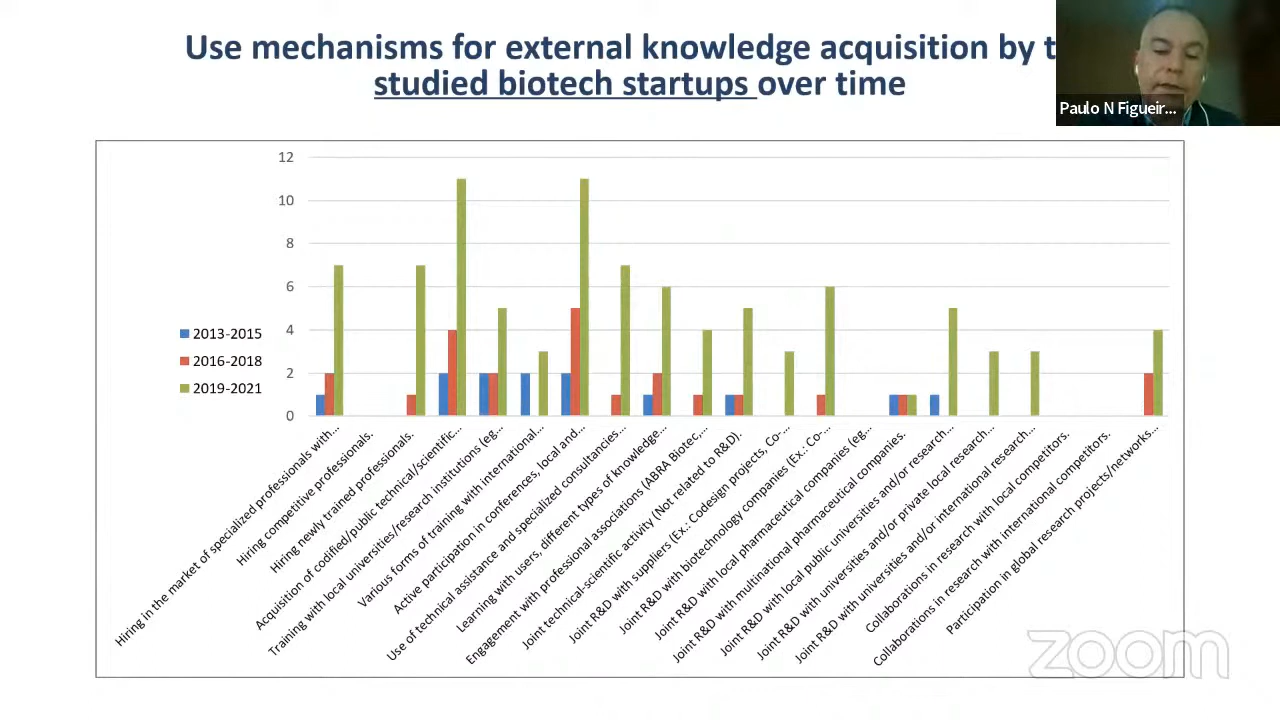 Use mechanisms for external knowledge acquisition by t
studied biotech startups over time
Paulo N Figueir...
12
10
8
6
4
2
0
2013-2015
2016-2018
2019-2021
Hiring in the market of specialized professionals with...
Hiring competitive professionals.
Hiring newly trained professionals.
Acquisition of codified/public technical/scientific...
Training with local universities/research institutions (eg...
Various forms of training with international...
Active participation in conferences, local and...
Use of technical assistance and specialized consultancies...
Learning with users, different types of knowledge...
Engagement with professional associations (ABRA Biotec,...
Joint technical-scientific activity (Not related to R&D).
Joint R&D with suppliers (Ex.: Codesign projects, Co-...
Joint R&D with biotechnology companies (Ex.: Co-...
Joint R&D with local pharmaceutical companies (eg...
Joint R&D with multinational pharmaceutical companies.
Joint R&D with local public universities and/or research...
Joint R&D with universities and/or private local research...
Joint R&D with universities and/or international research...
Collaborations in research with local competitors.
Collaborations in research with international competitors.
Participation in global research projects/networks...
zoom